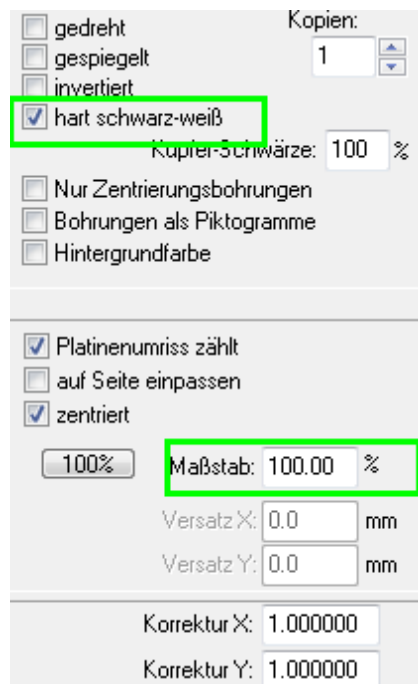 gedreht Kopien:
gespiegelt 1
invertiert
hart schwarz-weiß
Kupfer-Schwärze: 100 %
Nur Zentrierungsbohrungen
Bohrungen als Piktogramme
Hintergrundfarbe
Platinenumriss zählt
auf Seite einpassen
zentriert
100% Maßstab: 100.00 %
Versatz X: 0.0 mm
Versatz Y: 0.0 mm
Korrektur X: 1.000000
Korrektur Y: 1.000000